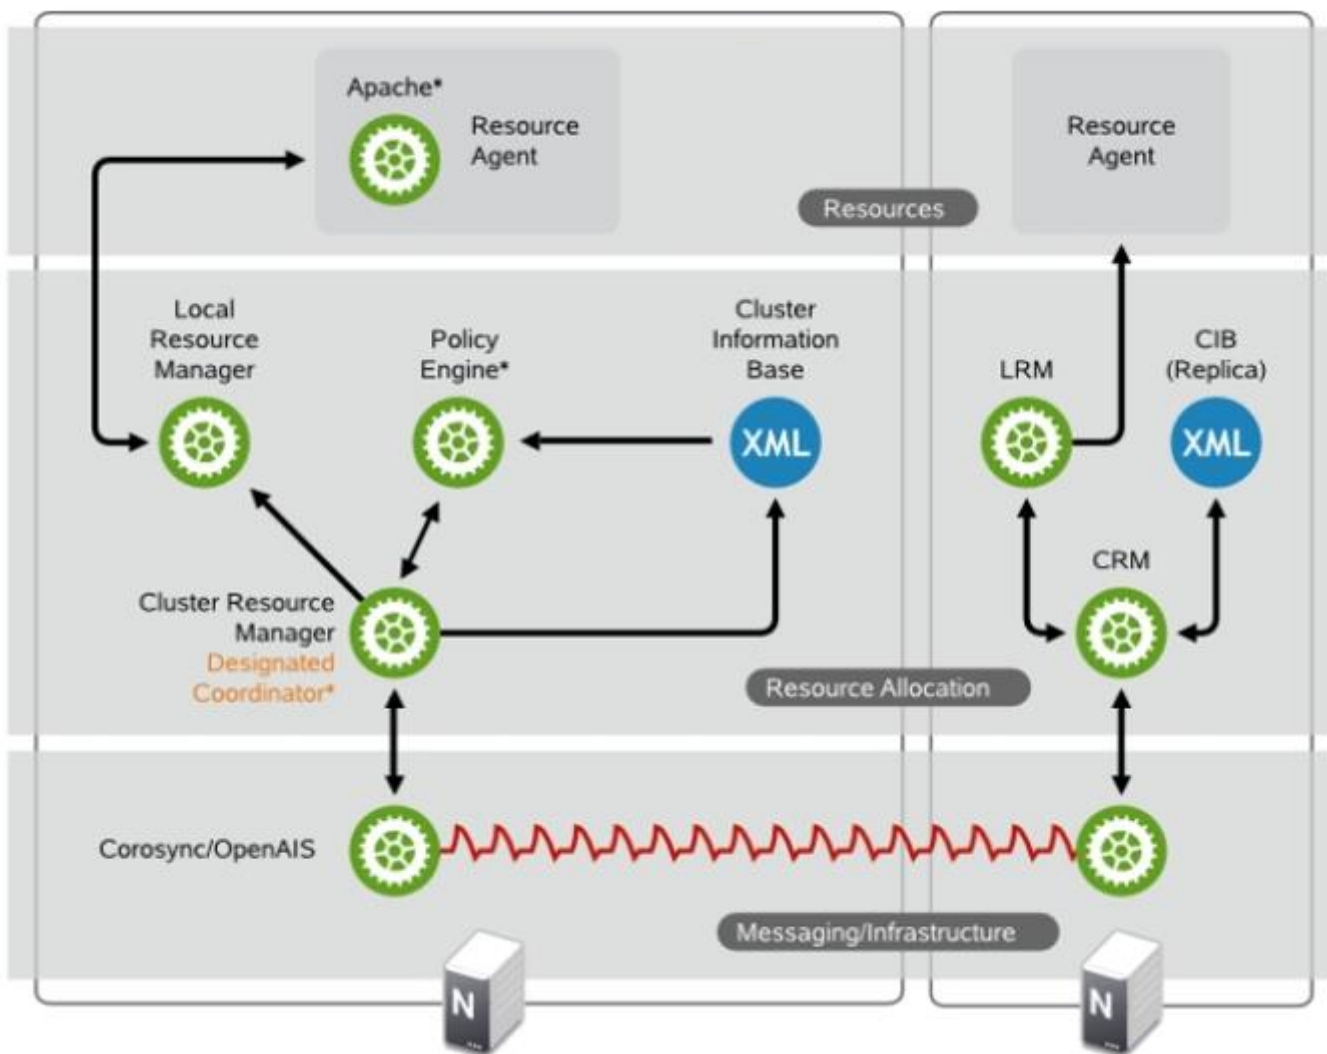 Apache*
Resource
Agent
Resource
Agent
Resources
Local
Resource
Manager
Policy
Engine*
Cluster
Information
Base
XML
LRM
CIB
(Replica)
XML
CRM
Cluster Resource
Manager
Designated
Coordinator*
Resource Allocation
Corosync/OpenAIS
Messaging/Infrastructure
N
N